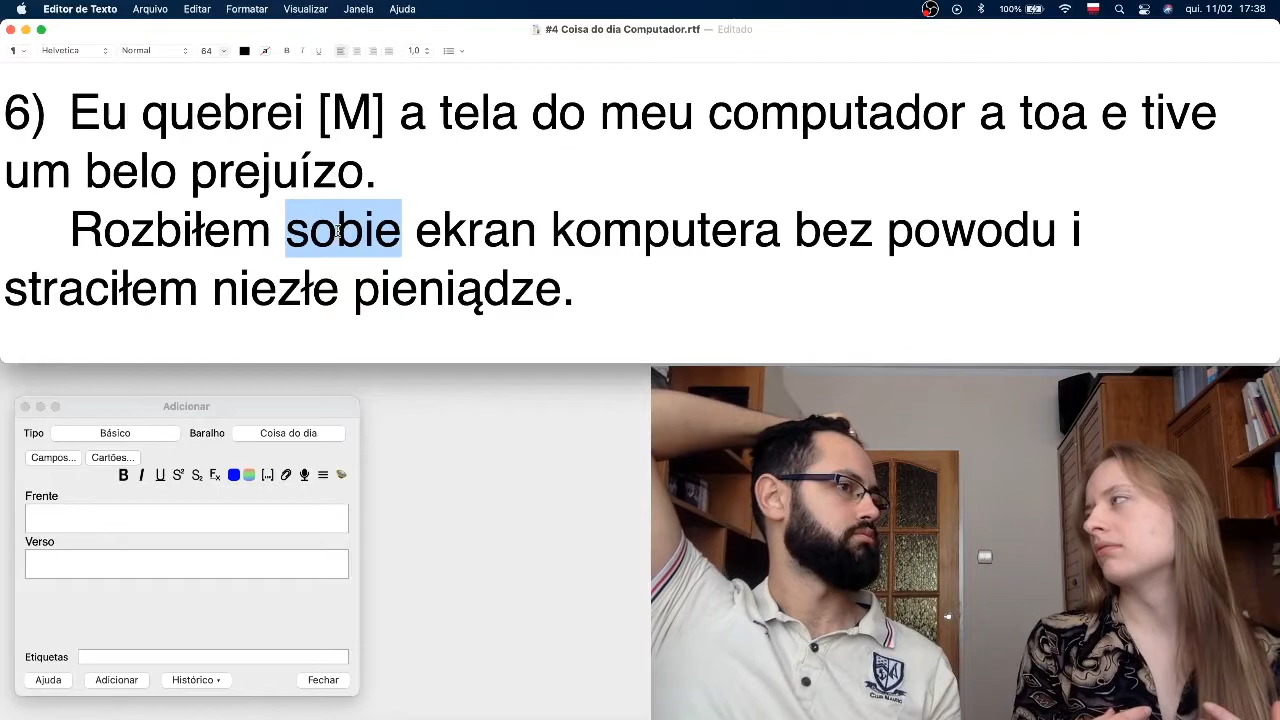 Editor de Texto Arquivo Editar Formatar Visualizar Janela Ajuda 100% qui. 11/02 17:38
#4 Coisa do dia Computador.rtf — Editado
¶ Helvetica Normal 64 B I U 1,0
6) Eu quebrei [M] a tela do meu computador a toa e tive
um belo prejuízo.
Rozbiłem sobie ekran komputera bez powodu i
straciłem niezłe pieniądze.
Adicionar
Tipo Básico Baralho Coisa do dia
Campos... Cartões...
B I U S² S₂ Fx [...]
Frente
Verso
Etiquetas
Ajuda Adicionar Histórico Fechar